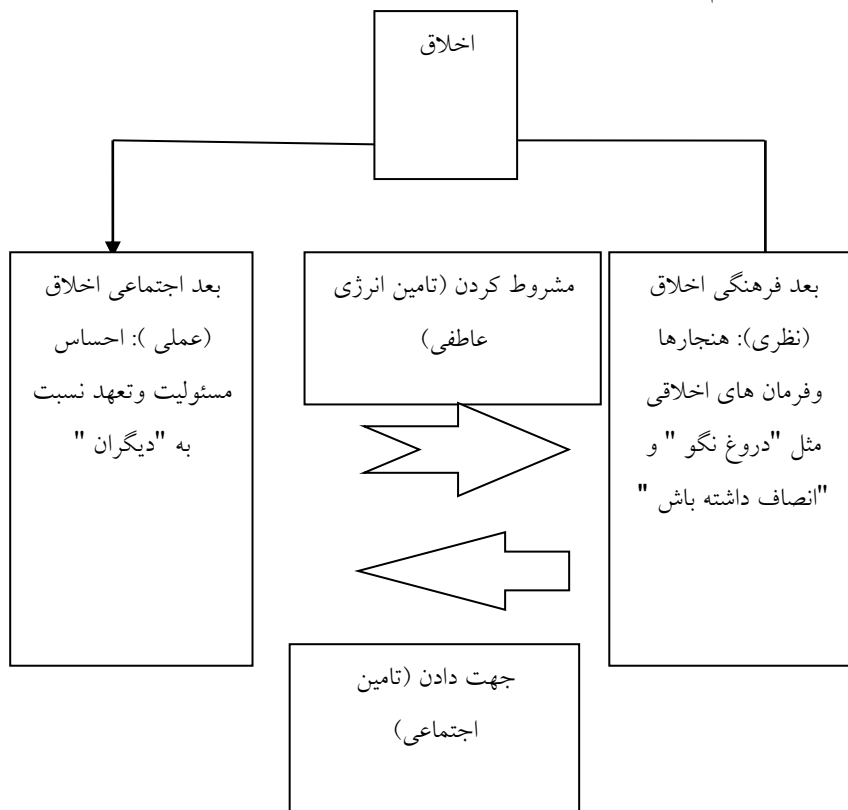 اخلاق
بعد فرهنگی اخلاق
(نظری): هنجارها
وفرمان های اخلاقی
مثل "دروغ نگو " و
"انصاف داشته باش "
مشروط کردن (تامین انرژی
عاطفی)
بعد اجتماعی اخلاق
(عملی ): احساس
مسئولیت وتعهد نسبت
به "دیگران "
جهت دادن (تامین
اجتماعی)